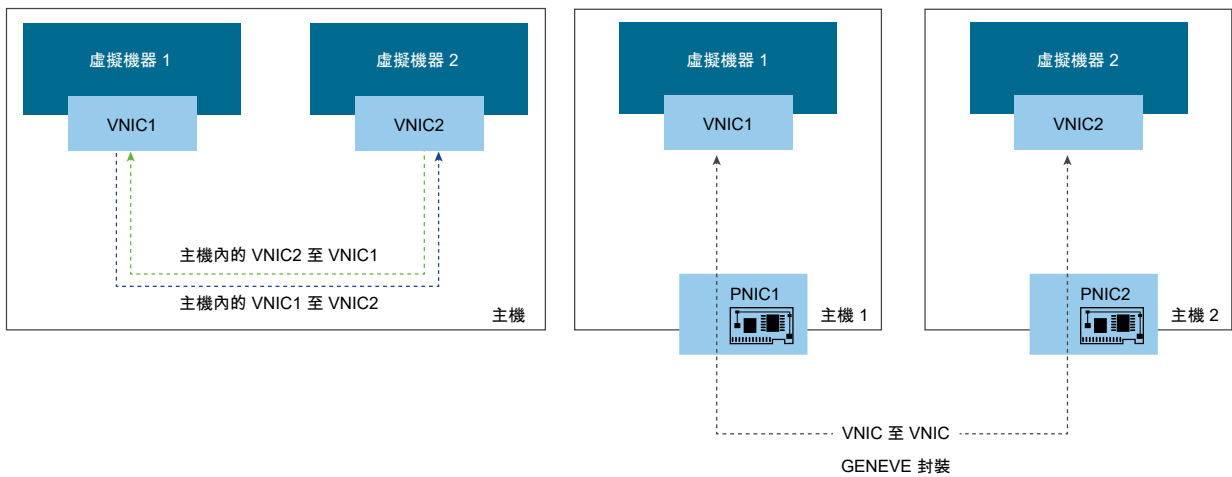 虛擬機器 1
VNIC1
虛擬機器 2
VNIC2
主機內的 VNIC2 至 VNIC1
主機內的 VNIC1 至 VNIC2
主機
虛擬機器 1
VNIC1
PNIC1
主機 1
虛擬機器 2
VNIC2
PNIC2
主機 2
VNIC 至 VNIC
GENEVE 封裝